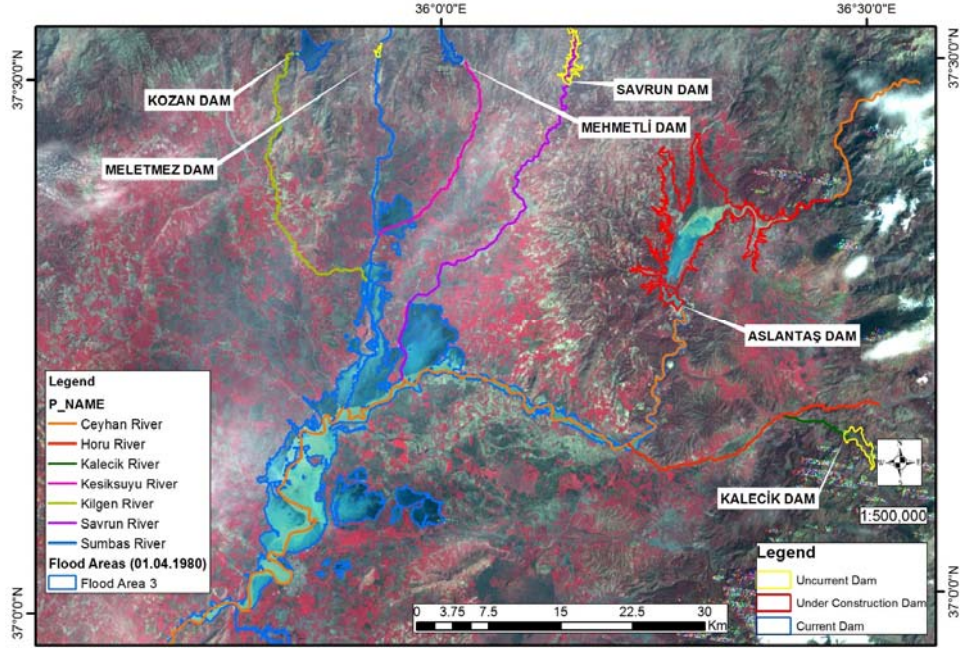 36°0'0"E
36°30'0"E
37°30'0"N
37°30'0"N
KOZAN DAM
SAVRUN DAM
MEHMETLİ DAM
MELETMEZ DAM
ASLANTAŞ DAM
KALECİK DAM
1:500,000
Legend
P_NAME
Ceyhan River
Horu River
Kalecik River
Kesiksuyu River
Kilgen River
Savrun River
Sumbas River
Flood Areas (01.04.1980)
Flood Area 3
Legend
Uncurrent Dam
Under Construction Dam
Current Dam
0 3.75 7.5 15 22.5 30
Km
37°0'0"N
37°0'0"N